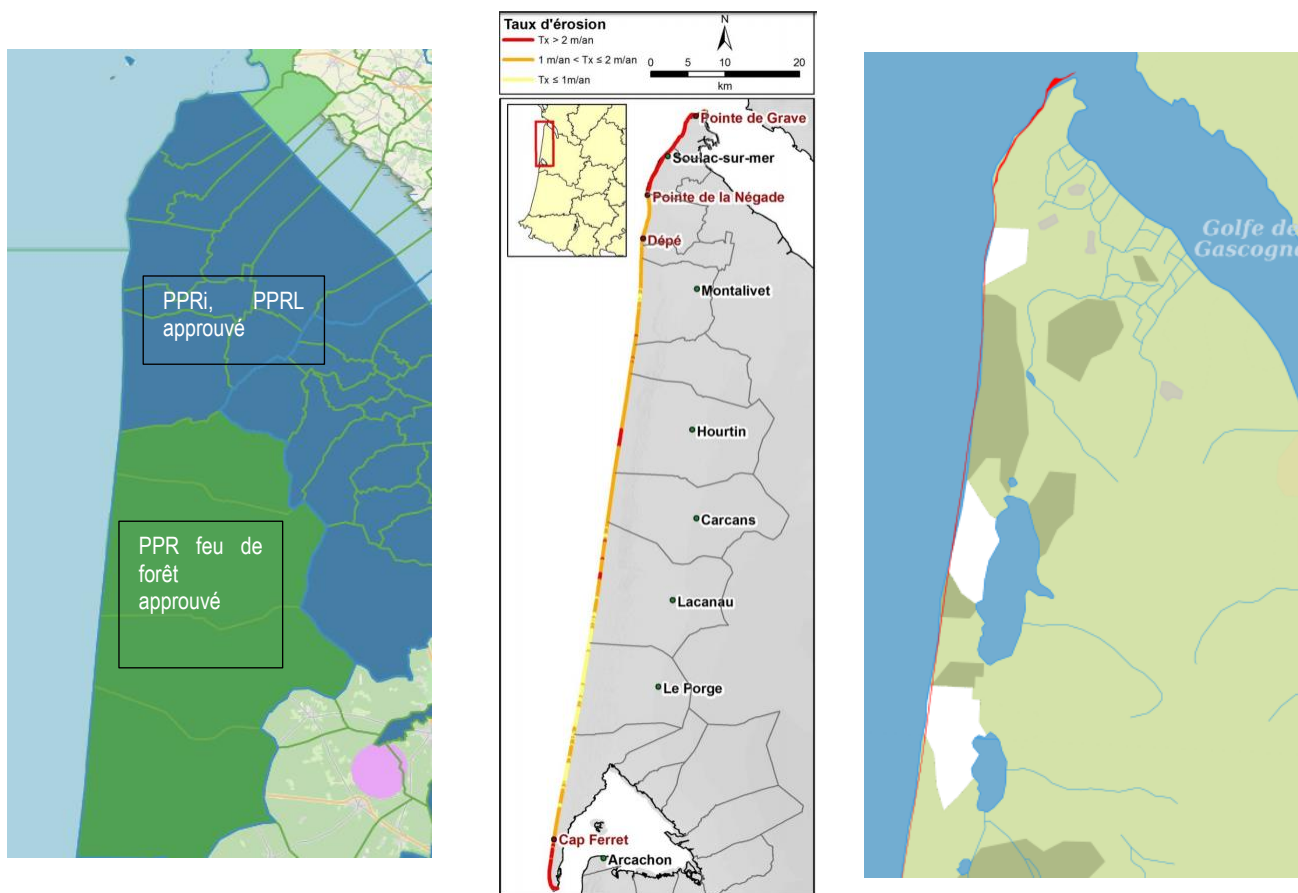 PPRi, PPRL
approuvé
PPR feu de
forêt
approuvé
Taux d'érosion
Tx > 2 m/an
1 m/an < Tx ≤ 2 m/an
Tx ≤ 1m/an
N
0 5 10 20
km
Pointe de Grave
Soulac-sur-mer
Pointe de la Négade
Dépé
Montalivet
Hourtin
Carcans
Lacanau
Le Porge
Cap Ferret
Arcachon
Golfe de
Gascogne